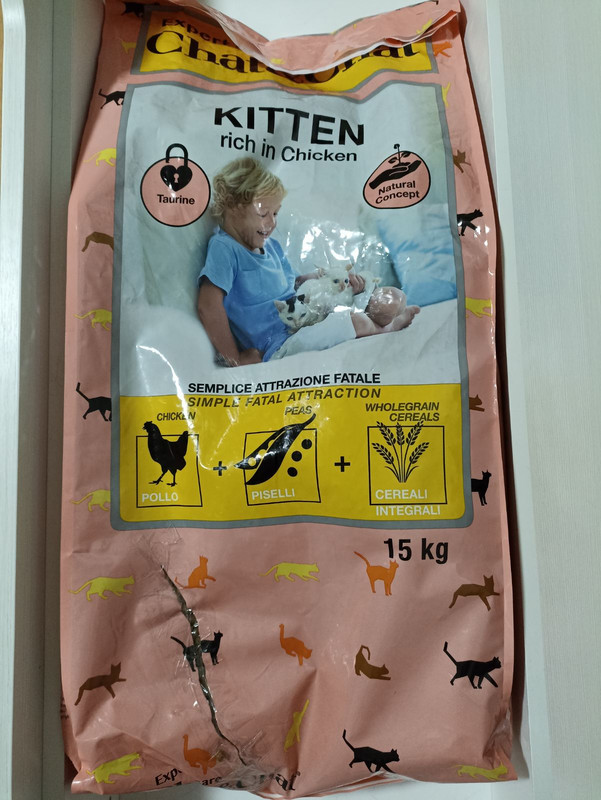 Expert
Chat & Chat
KITTEN
rich in Chicken
Taurine
Natural
Concept
SEMPLICE ATTRAZIONE FATALE
SIMPLE FATAL ATTRACTION
CHICKEN
PEAS
WHOLEGRAIN
CEREALS
+
+
POLLO
PISELLI
CEREALI
INTEGRALI
15 kg